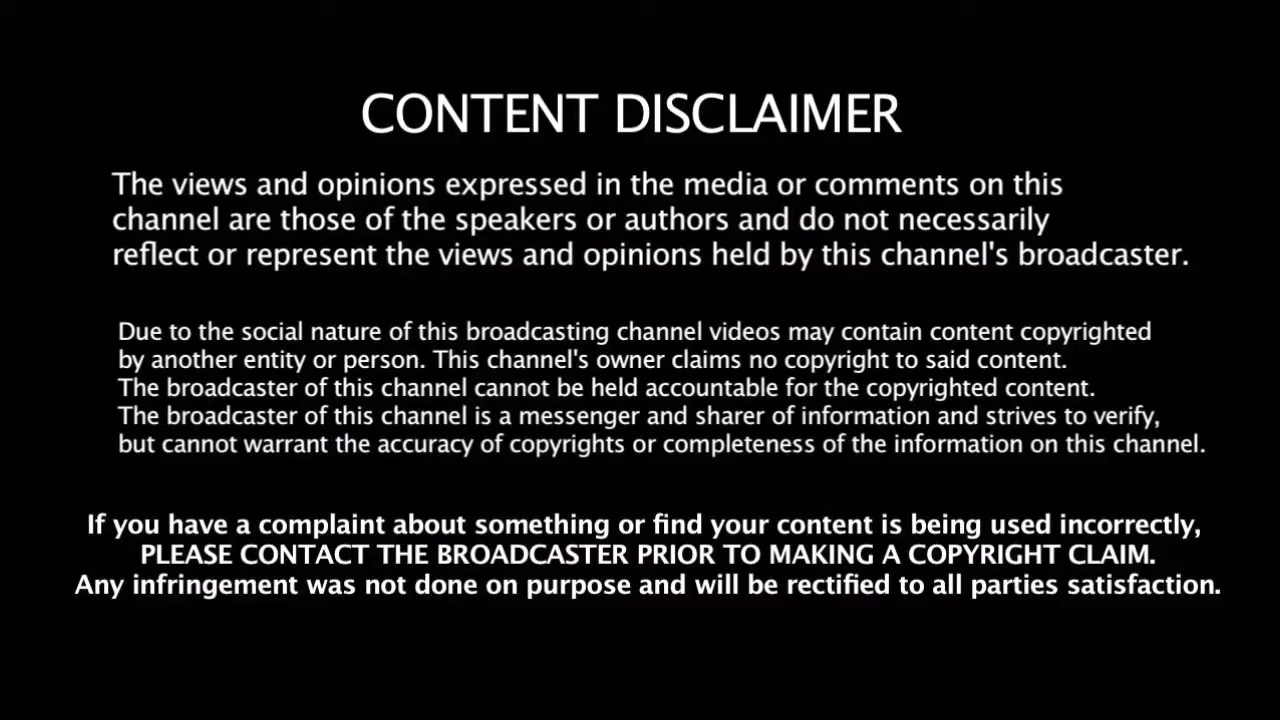 CONTENT DISCLAIMER
The views and opinions expressed in the media or comments on this
channel are those of the speakers or authors and do not necessarily
reflect or represent the views and opinions held by this channel's broadcaster.
Due to the social nature of this broadcasting channel videos may contain content copyrighted
by another entity or person. This channel's owner claims no copyright to said content.
The broadcaster of this channel cannot be held accountable for the copyrighted content.
The broadcaster of this channel is a messenger and sharer of information and strives to verify,
but cannot warrant the accuracy of copyrights or completeness of the information on this channel.
If you have a complaint about something or find your content is being used incorrectly,
PLEASE CONTACT THE BROADCASTER PRIOR TO MAKING A COPYRIGHT CLAIM.
Any infringement was not done on purpose and will be rectified to all parties satisfaction.